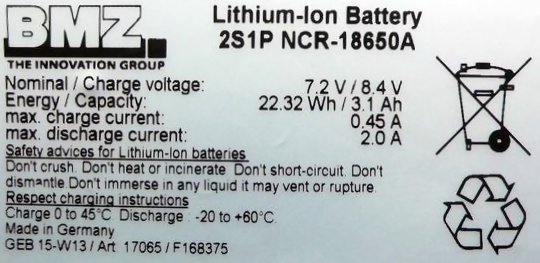 BMZ.
THE INNOVATION GROUP
Lithium-Ion Battery
2S1P NCR-18650A
Nominal / Charge voltage: 7.2 V / 8.4 V
Energy / Capacity: 22.32 Wh / 3.1 Ah
max. charge current: 0.45 A
max. discharge current: 2.0 A
Safety advices for Lithium-Ion batteries
Don't crush. Don't heat or incinerate. Don't short-circuit. Don't
dismantle.Don't immerse in any liquid it may vent or rupture.
Respect charging instructions
Charge 0 to 45°C Discharge -20 to +60°C
Made in Germany
GEB 15-W13 / Art 17065 / F168375